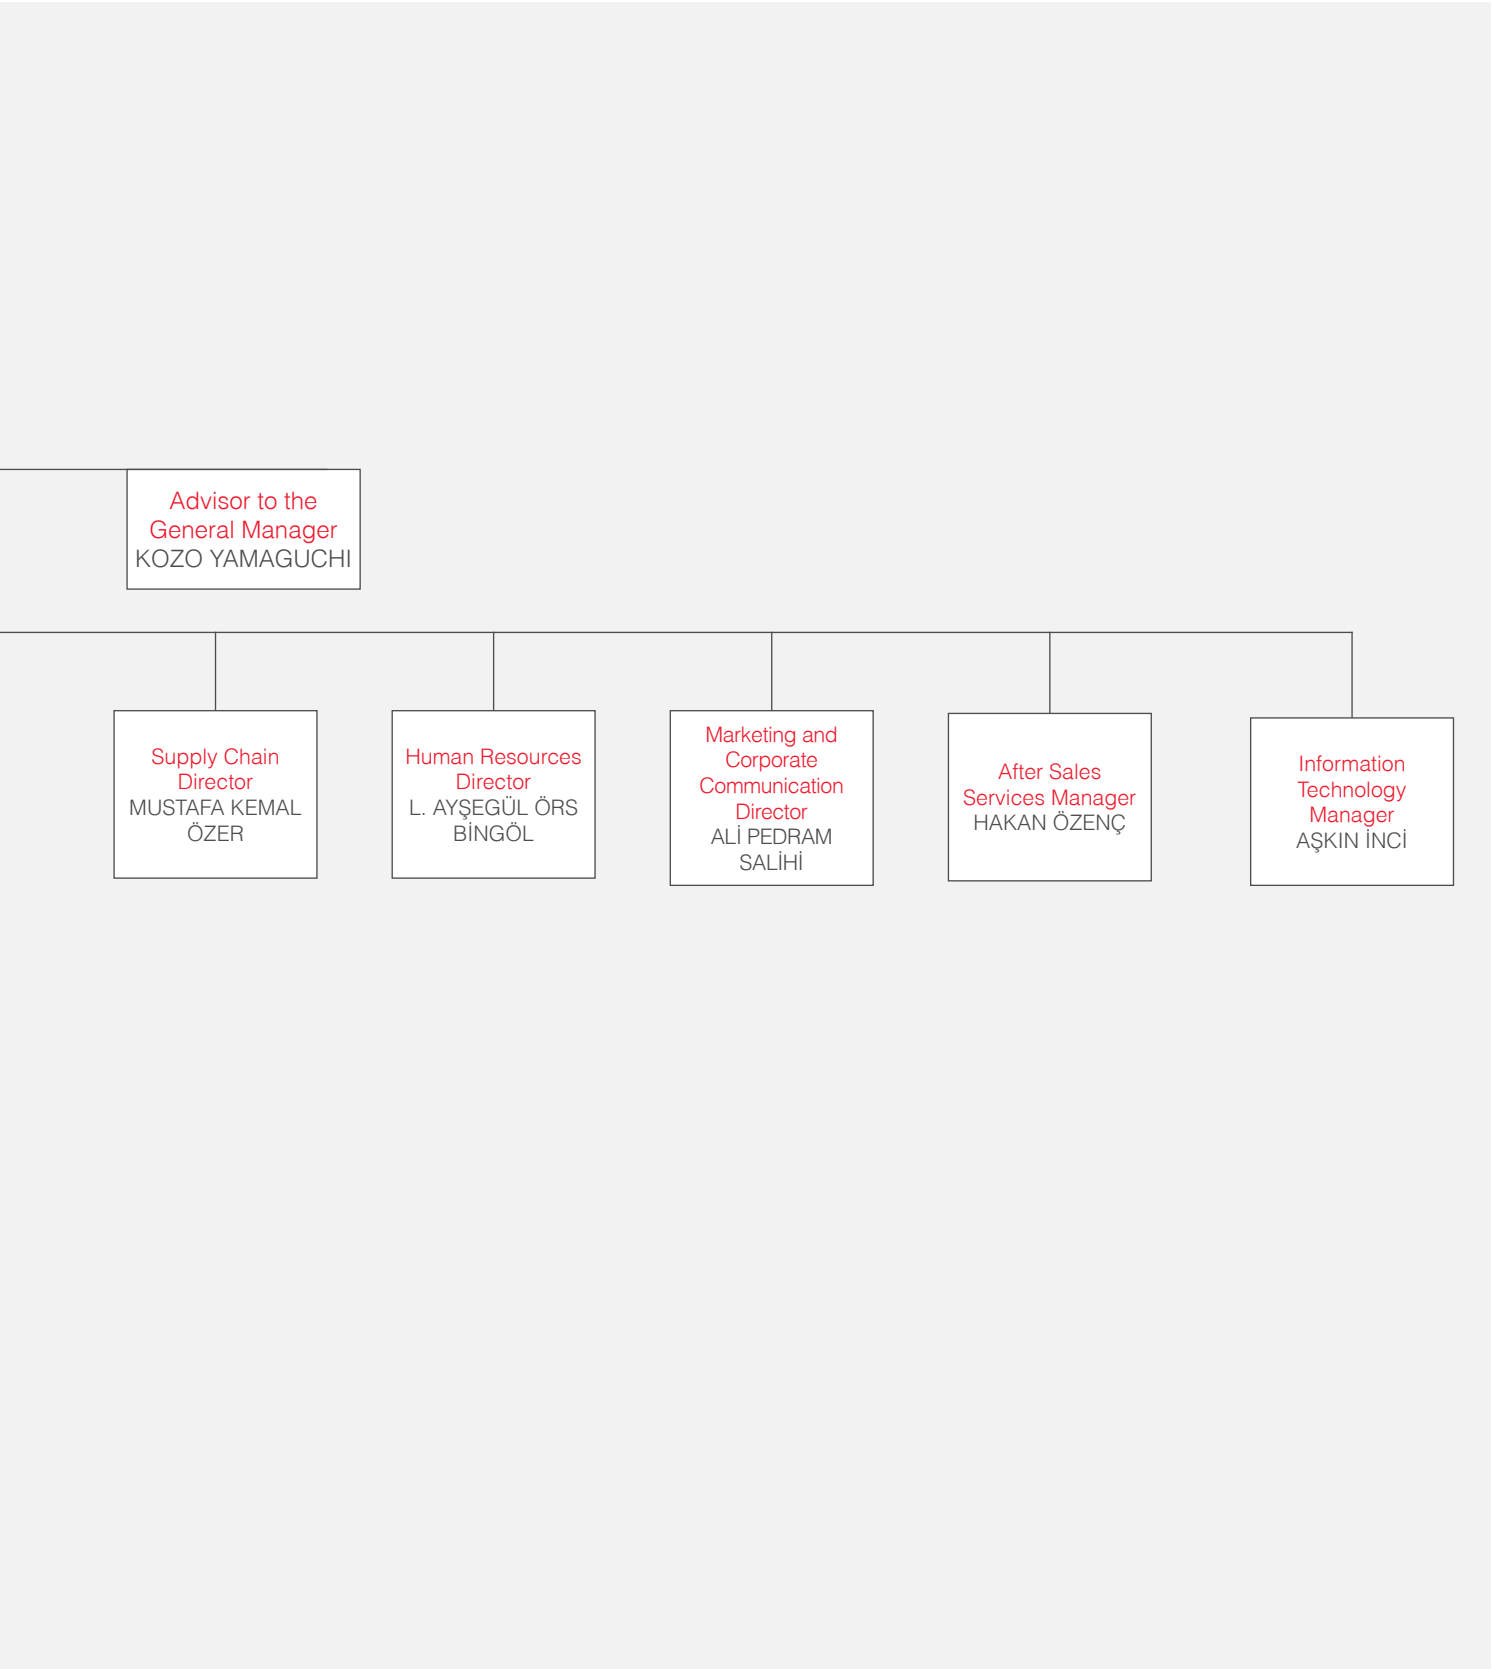 Advisor to the
General Manager
KOZO YAMAGUCHI
Supply Chain
Director
MUSTAFA KEMAL
ÖZER
Human Resources
Director
L. AYŞEGÜL ÖRS
BİNGÖL
Marketing and
Corporate
Communication
Director
ALİ PEDRAM
SALİHİ
After Sales
Services Manager
HAKAN ÖZENÇ
Information
Technology
Manager
AŞKIN İNCİ